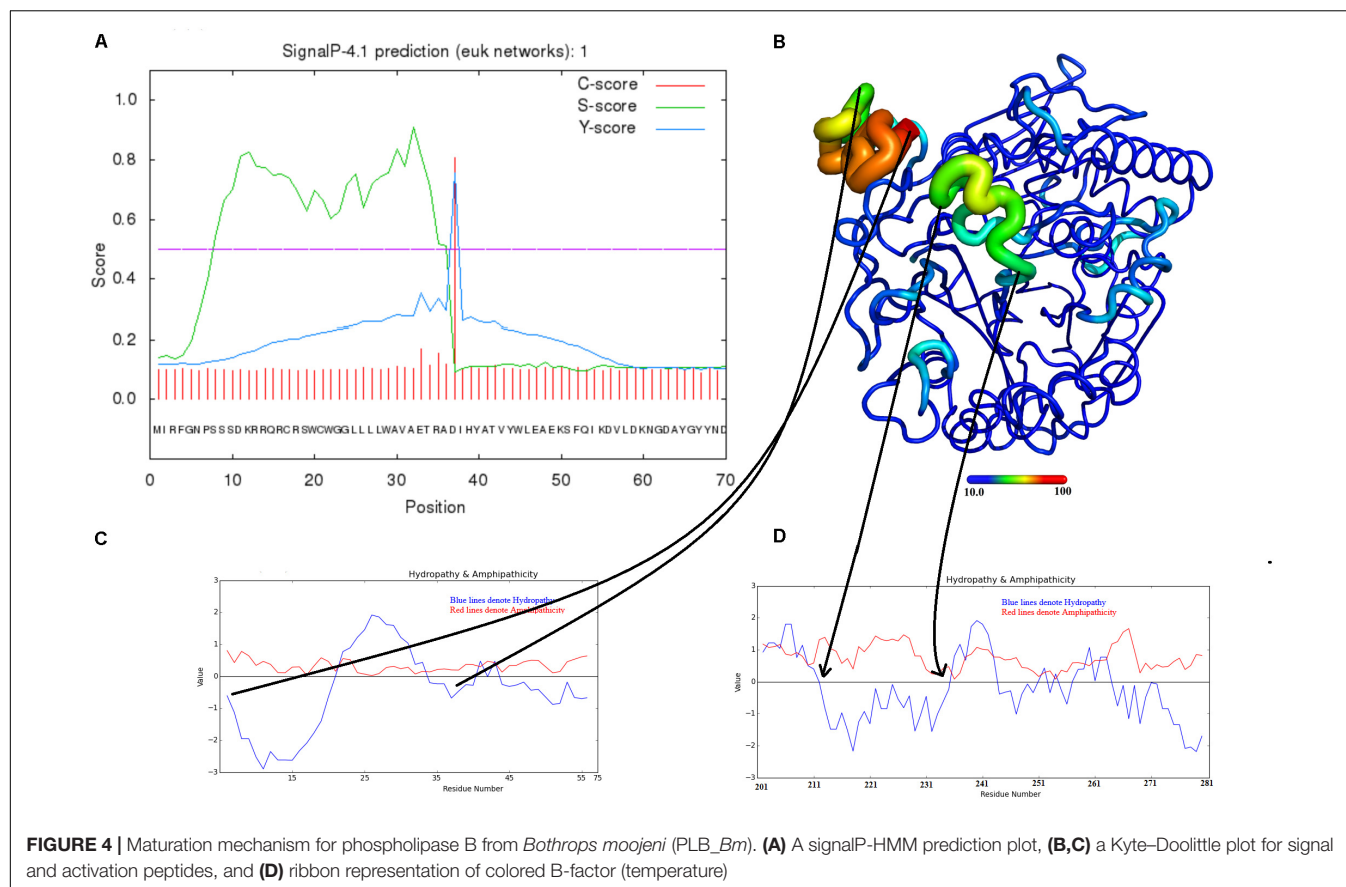 A
SignalP-4.1 prediction (euk networks): 1
C-score
S-score
Y-score
1.0
0.8
0.6
0.4
0.2
0.0
Score
MIRFGNPSSSDKRRQRCRSWCWGGLLLLWAVAETRADIHYATVYWLEAEKSFQIKDVLDKNGDAYGYYND
0 10 20 30 40 50 60 70
Position
B
10.0 100
C
Hydropathy & Amphipathicity
Blue lines denote Hydropathy
Red lines denote Amphipathicity
3
2
1
0
−1
−2
−3
Value
15 25 35 45 55 75
Residue Number
D
Hydropathy & Amphipathicity
Blue lines denote Hydropathy
Red lines denote Amphipathicity
3
2
1
0
−1
−2
−3
Value
201 211 221 231 241 251 261 271 281
Residue Number
FIGURE 4 | Maturation mechanism for phospholipase B from Bothrops moojeni (PLB_Bm). (A) A signalP-HMM prediction plot, (B,C) a Kyte–Doolittle plot for signal
and activation peptides, and (D) ribbon representation of colored B-factor (temperature)